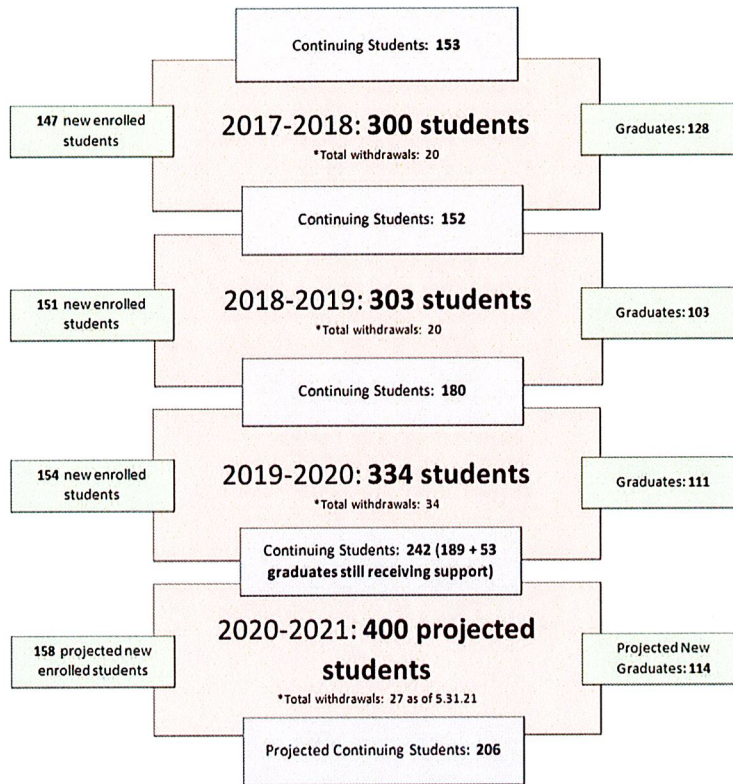 Continuing Students: 153
147 new enrolled
students
2017-2018: 300 students
*Total withdrawals: 20
Graduates: 128
Continuing Students: 152
151 new enrolled
students
2018-2019: 303 students
*Total withdrawals: 20
Graduates: 103
Continuing Students: 180
154 new enrolled
students
2019-2020: 334 students
*Total withdrawals: 34
Graduates: 111
Continuing Students: 242 (189 + 53
graduates still receiving support)
158 projected new
enrolled students
2020-2021: 400 projected
students
*Total withdrawals: 27 as of 5.31.21
Projected New
Graduates: 114
Projected Continuing Students: 206